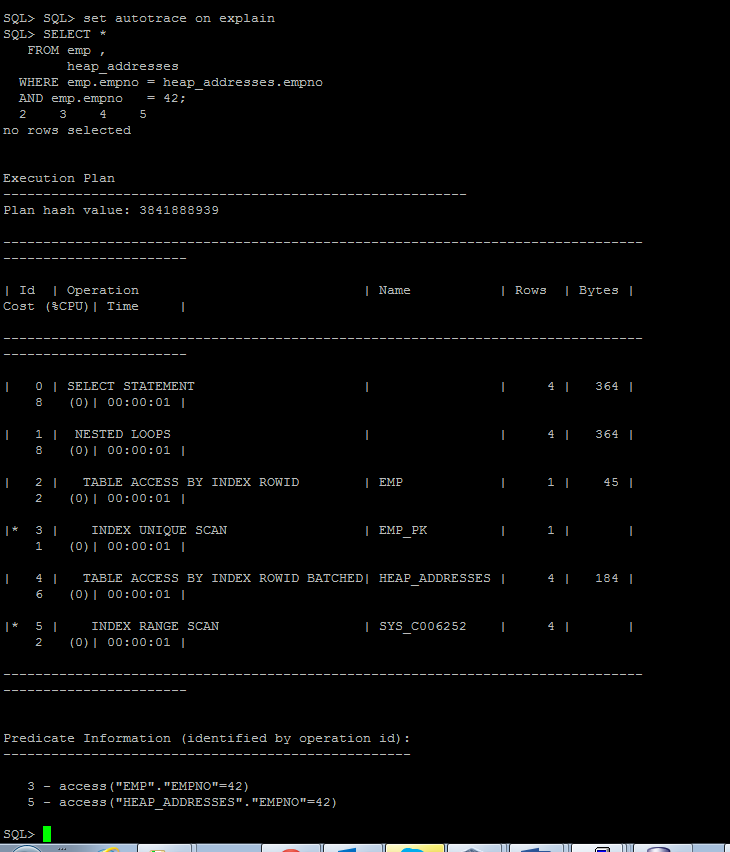 SQL> SQL> set autotrace on explain
SQL> SELECT *
   FROM emp ,
        heap_addresses
  WHERE emp.empno = heap_addresses.empno
  AND emp.empno   = 42;
  2    3    4    5
no rows selected


Execution Plan
----------------------------------------------------------
Plan hash value: 3841888939

--------------------------------------------------------------------------------
-----------------------

| Id  | Operation                            | Name           | Rows  | Bytes |
Cost (%CPU)| Time     |

--------------------------------------------------------------------------------
-----------------------

|   0 | SELECT STATEMENT                     |                |     4 |   364 |
    8   (0)| 00:00:01 |

|   1 |  NESTED LOOPS                        |                |     4 |   364 |
    8   (0)| 00:00:01 |

|   2 |   TABLE ACCESS BY INDEX ROWID        | EMP            |     1 |    45 |
    2   (0)| 00:00:01 |

|*  3 |    INDEX UNIQUE SCAN                 | EMP_PK         |     1 |       |
    1   (0)| 00:00:01 |

|   4 |   TABLE ACCESS BY INDEX ROWID BATCHED| HEAP_ADDRESSES |     4 |   184 |
    6   (0)| 00:00:01 |

|*  5 |    INDEX RANGE SCAN                  | SYS_C006252    |     4 |       |
    2   (0)| 00:00:01 |

--------------------------------------------------------------------------------
-----------------------


Predicate Information (identified by operation id):
---------------------------------------------------

   3 - access("EMP"."EMPNO"=42)
   5 - access("HEAP_ADDRESSES"."EMPNO"=42)

SQL>